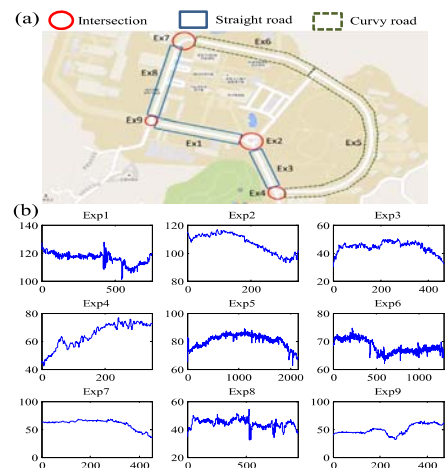 (a) Intersection Straight road Curvy road
Ex7 Ex6
Ex8
Ex9 Ex2
Ex1 Ex3 Ex5
Ex4
(b) Exp1 Exp2 Exp3
140 120 60
120 100 40
100 80 20
0 500 0 200 0 200 400
Exp4 Exp5 Exp6
80 100 80
60 80 70
40 60 60
0 200 0 1000 2000 0 500 1000
Exp7 Exp8 Exp9
100 60 100
50 40 50
0 20 0
0 200 400 0 500 0 200 400